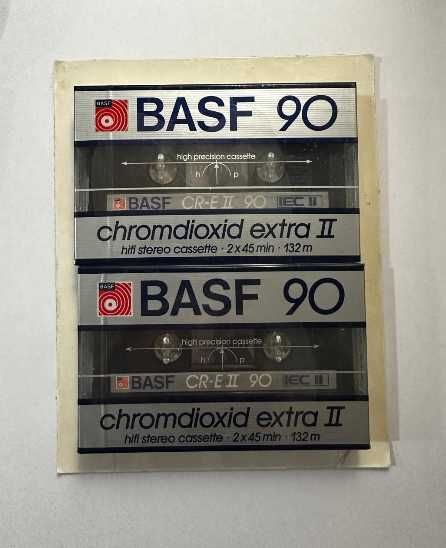 BASF
BASF 90
high precision cassette
h p
BASF CR-E II 90 IEC II
chromdioxid extra II
hifi stereo cassette · 2 x 45 min · 132 m
BASF
BASF 90
high precision cassette
h p
BASF CR-E II 90 IEC II
chromdioxid extra II
hifi stereo cassette · 2 x 45 min · 132 m